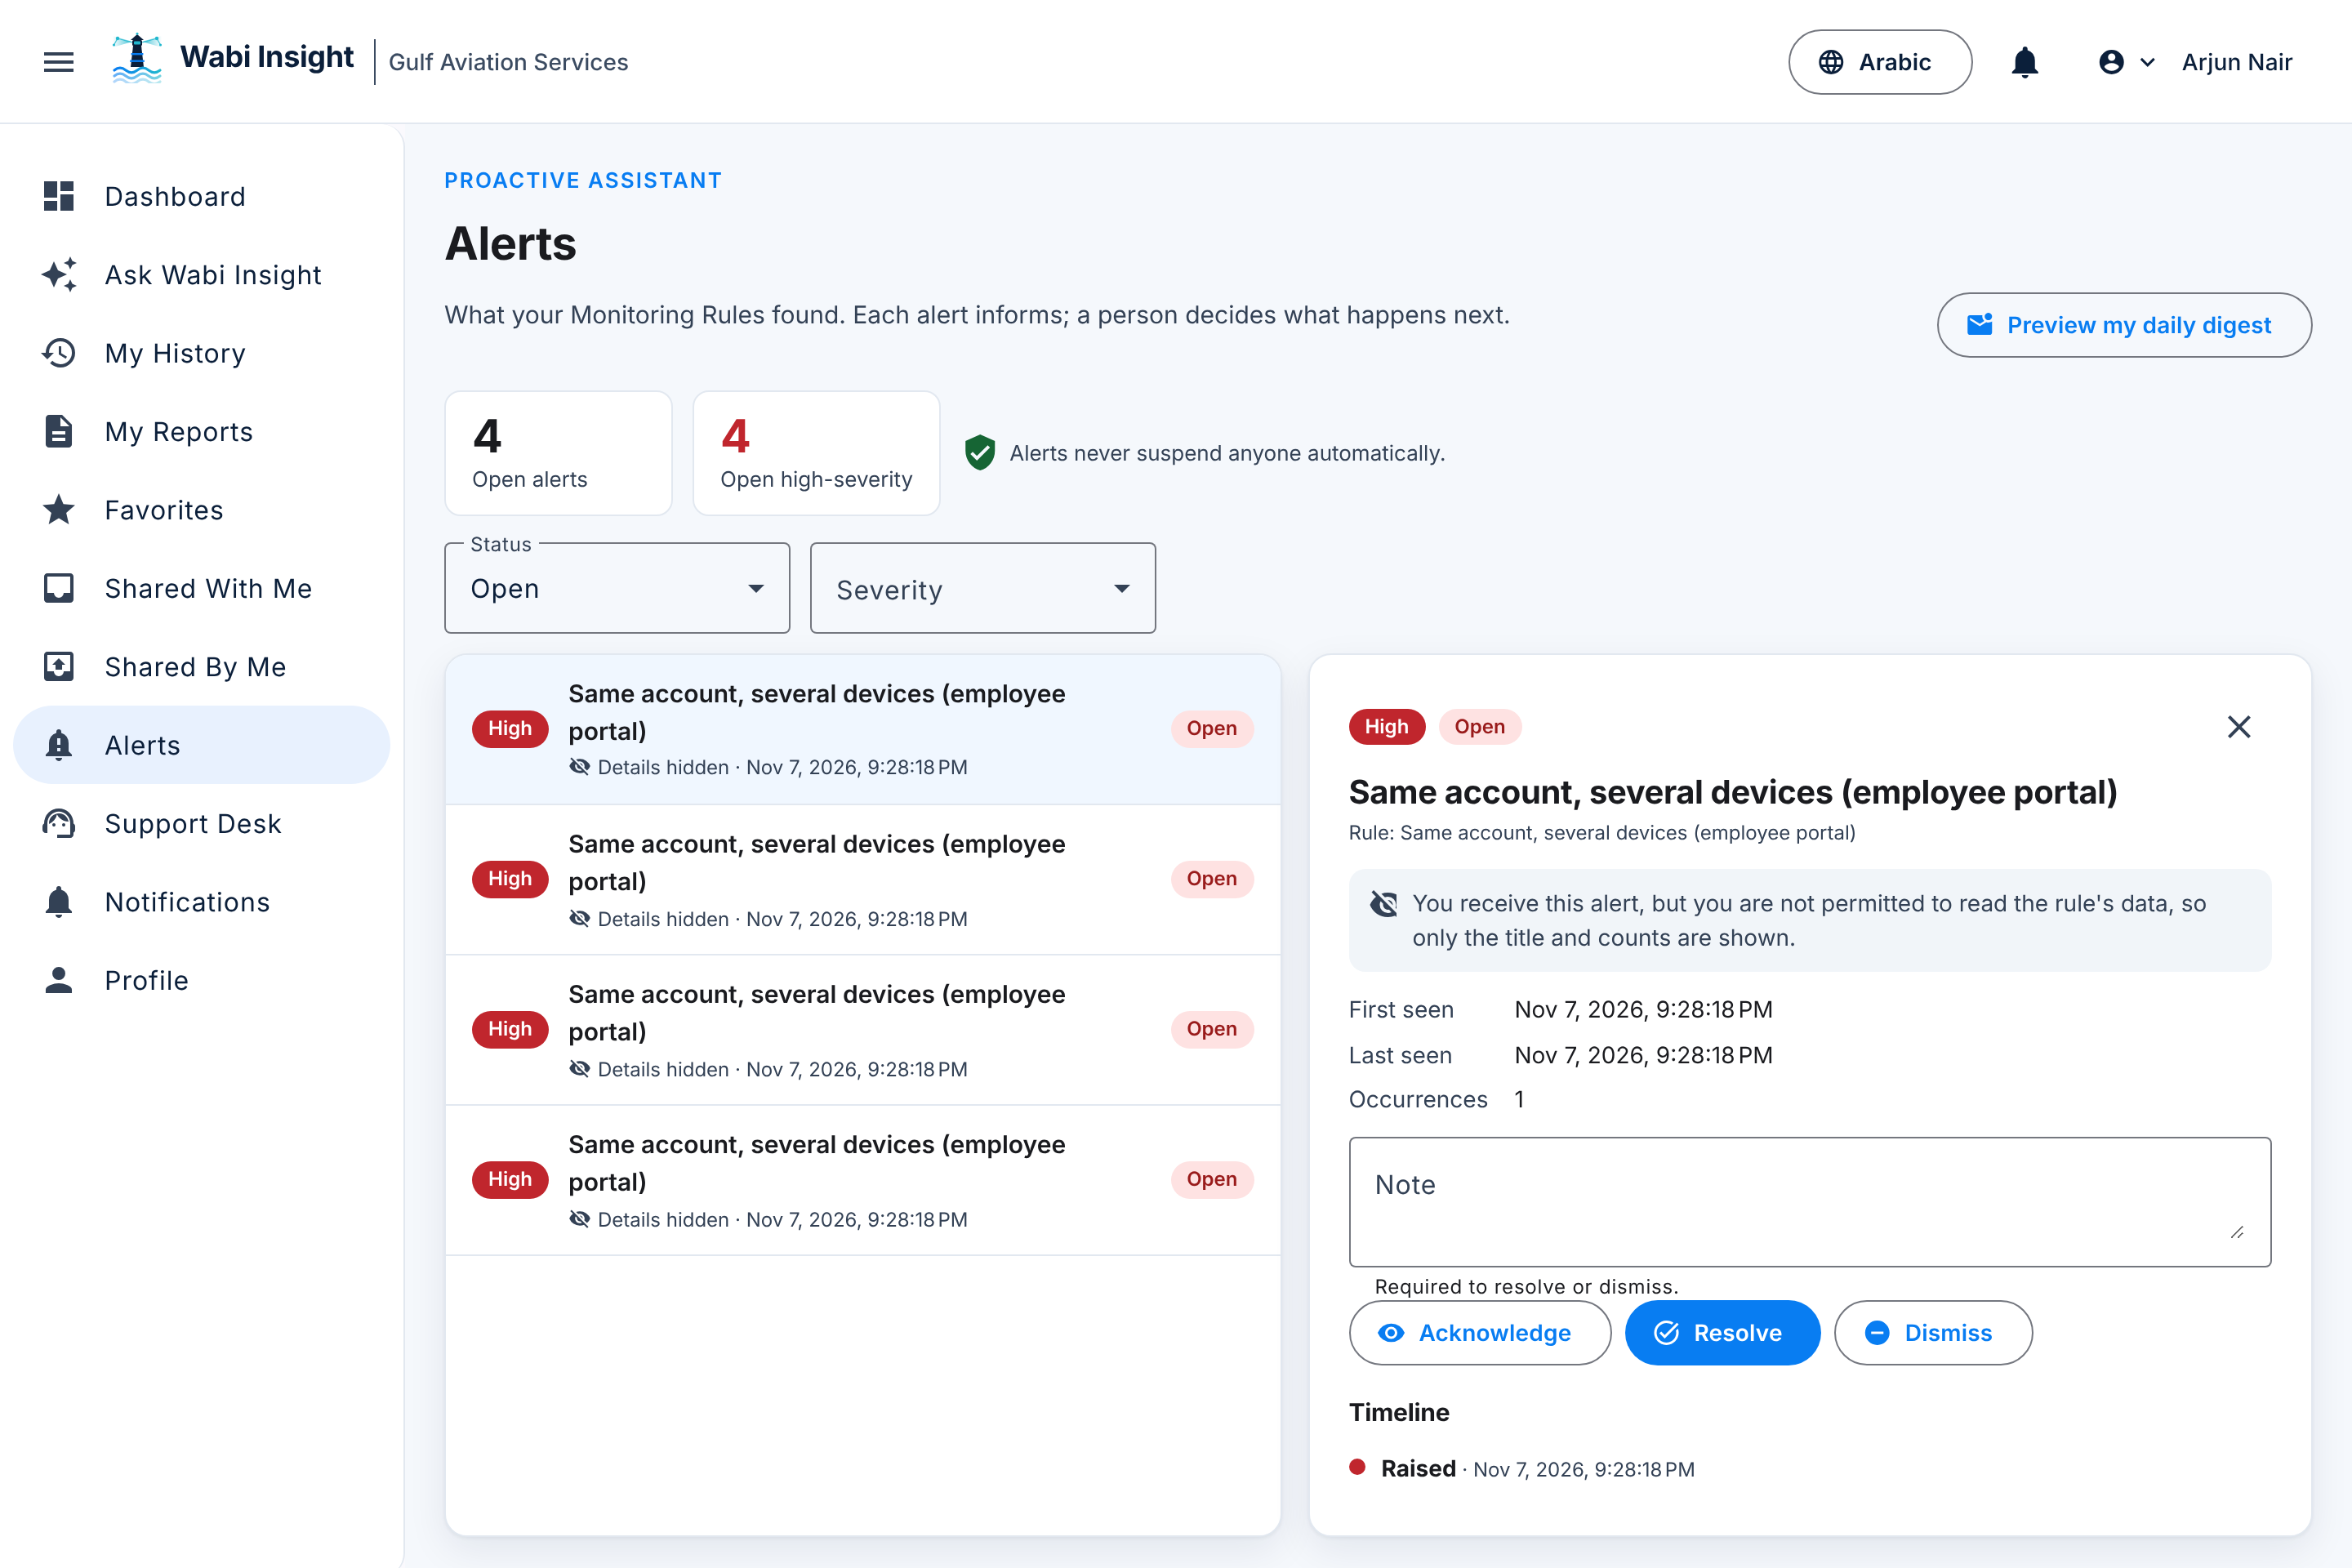 Wabi Insight
Gulf Aviation Services
Arabic
Arjun Nair
Dashboard
Ask Wabi Insight
My History
My Reports
Favorites
Shared With Me
Shared By Me
Alerts
Support Desk
Notifications
Profile
PROACTIVE ASSISTANT
Alerts
What your Monitoring Rules found. Each alert informs; a person decides what happens next.
Preview my daily digest
4
Open alerts
4
Open high-severity
Alerts never suspend anyone automatically.
Status
Open
Severity
High
Same account, several devices (employee
portal)
Details hidden · Nov 7, 2026, 9:28:18 PM
Open
High
Same account, several devices (employee
portal)
Details hidden · Nov 7, 2026, 9:28:18 PM
Open
High
Same account, several devices (employee
portal)
Details hidden · Nov 7, 2026, 9:28:18 PM
Open
High
Same account, several devices (employee
portal)
Details hidden · Nov 7, 2026, 9:28:18 PM
Open
High
Open
Same account, several devices (employee portal)
Rule: Same account, several devices (employee portal)
You receive this alert, but you are not permitted to read the rule's data, so
only the title and counts are shown.
First seen Nov 7, 2026, 9:28:18 PM
Last seen Nov 7, 2026, 9:28:18 PM
Occurrences 1
Note
Required to resolve or dismiss.
Acknowledge
Resolve
Dismiss
Timeline
Raised · Nov 7, 2026, 9:28:18 PM